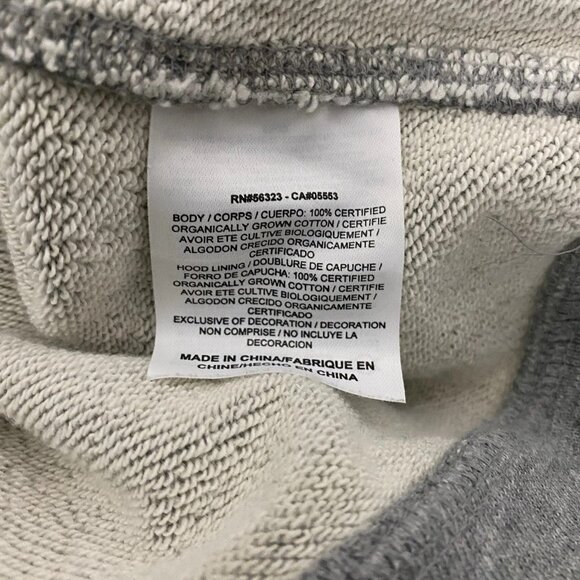 RN#56323 - CA#05553
BODY / CORPS / CUERPO: 100% CERTIFIED
ORGANICALLY GROWN COTTON / CERTIFIE
AVOIR ETE CULTIVE BIOLOGIQUEMENT /
ALGODON CRECIDO ORGANICAMENTE
CERTIFICADO
HOOD LINING / DOUBLURE DE CAPUCHE /
FORRO DE CAPUCHA: 100% CERTIFIED
ORGANICALLY GROWN COTTON / CERTIFIE
AVOIR ETE CULTIVE BIOLOGIQUEMENT /
ALGODON CRECIDO ORGANICAMENTE
CERTIFICADO
EXCLUSIVE OF DECORATION / DECORATION
NON COMPRISE / NO INCLUYE LA
DECORACION
MADE IN CHINA/FABRIQUE EN
CHINE/HECHO EN CHINA